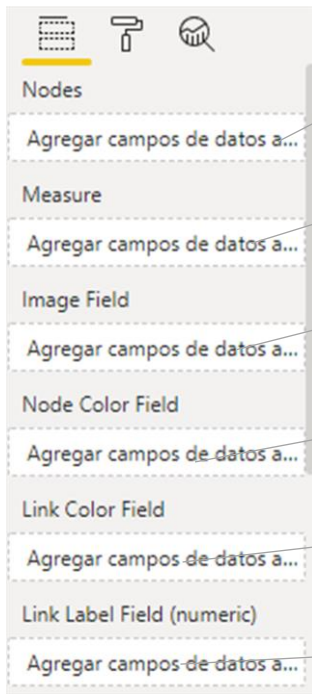 Nodes
Agregar campos de datos a...
Measure
Agregar campos de datos a...
Image Field
Agregar campos de datos a...
Node Color Field
Agregar campos de datos a...
Link Color Field
Agregar campos de datos a...
Link Label Field (numeric)
Agregar campos de datos a...